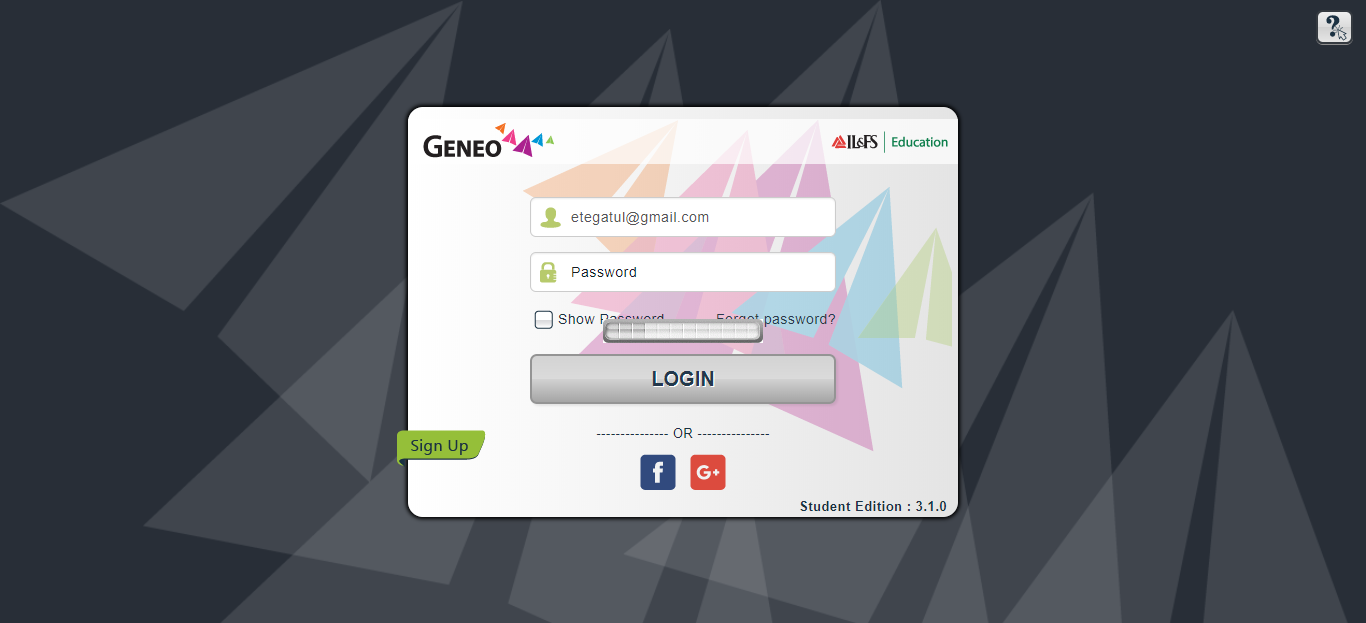 ?
GENEO
IL&FS Education
etegatul@gmail.com
Password
Show Password Forgot password?
LOGIN
--------------- OR ---------------
Sign Up
f G+
Student Edition : 3.1.0